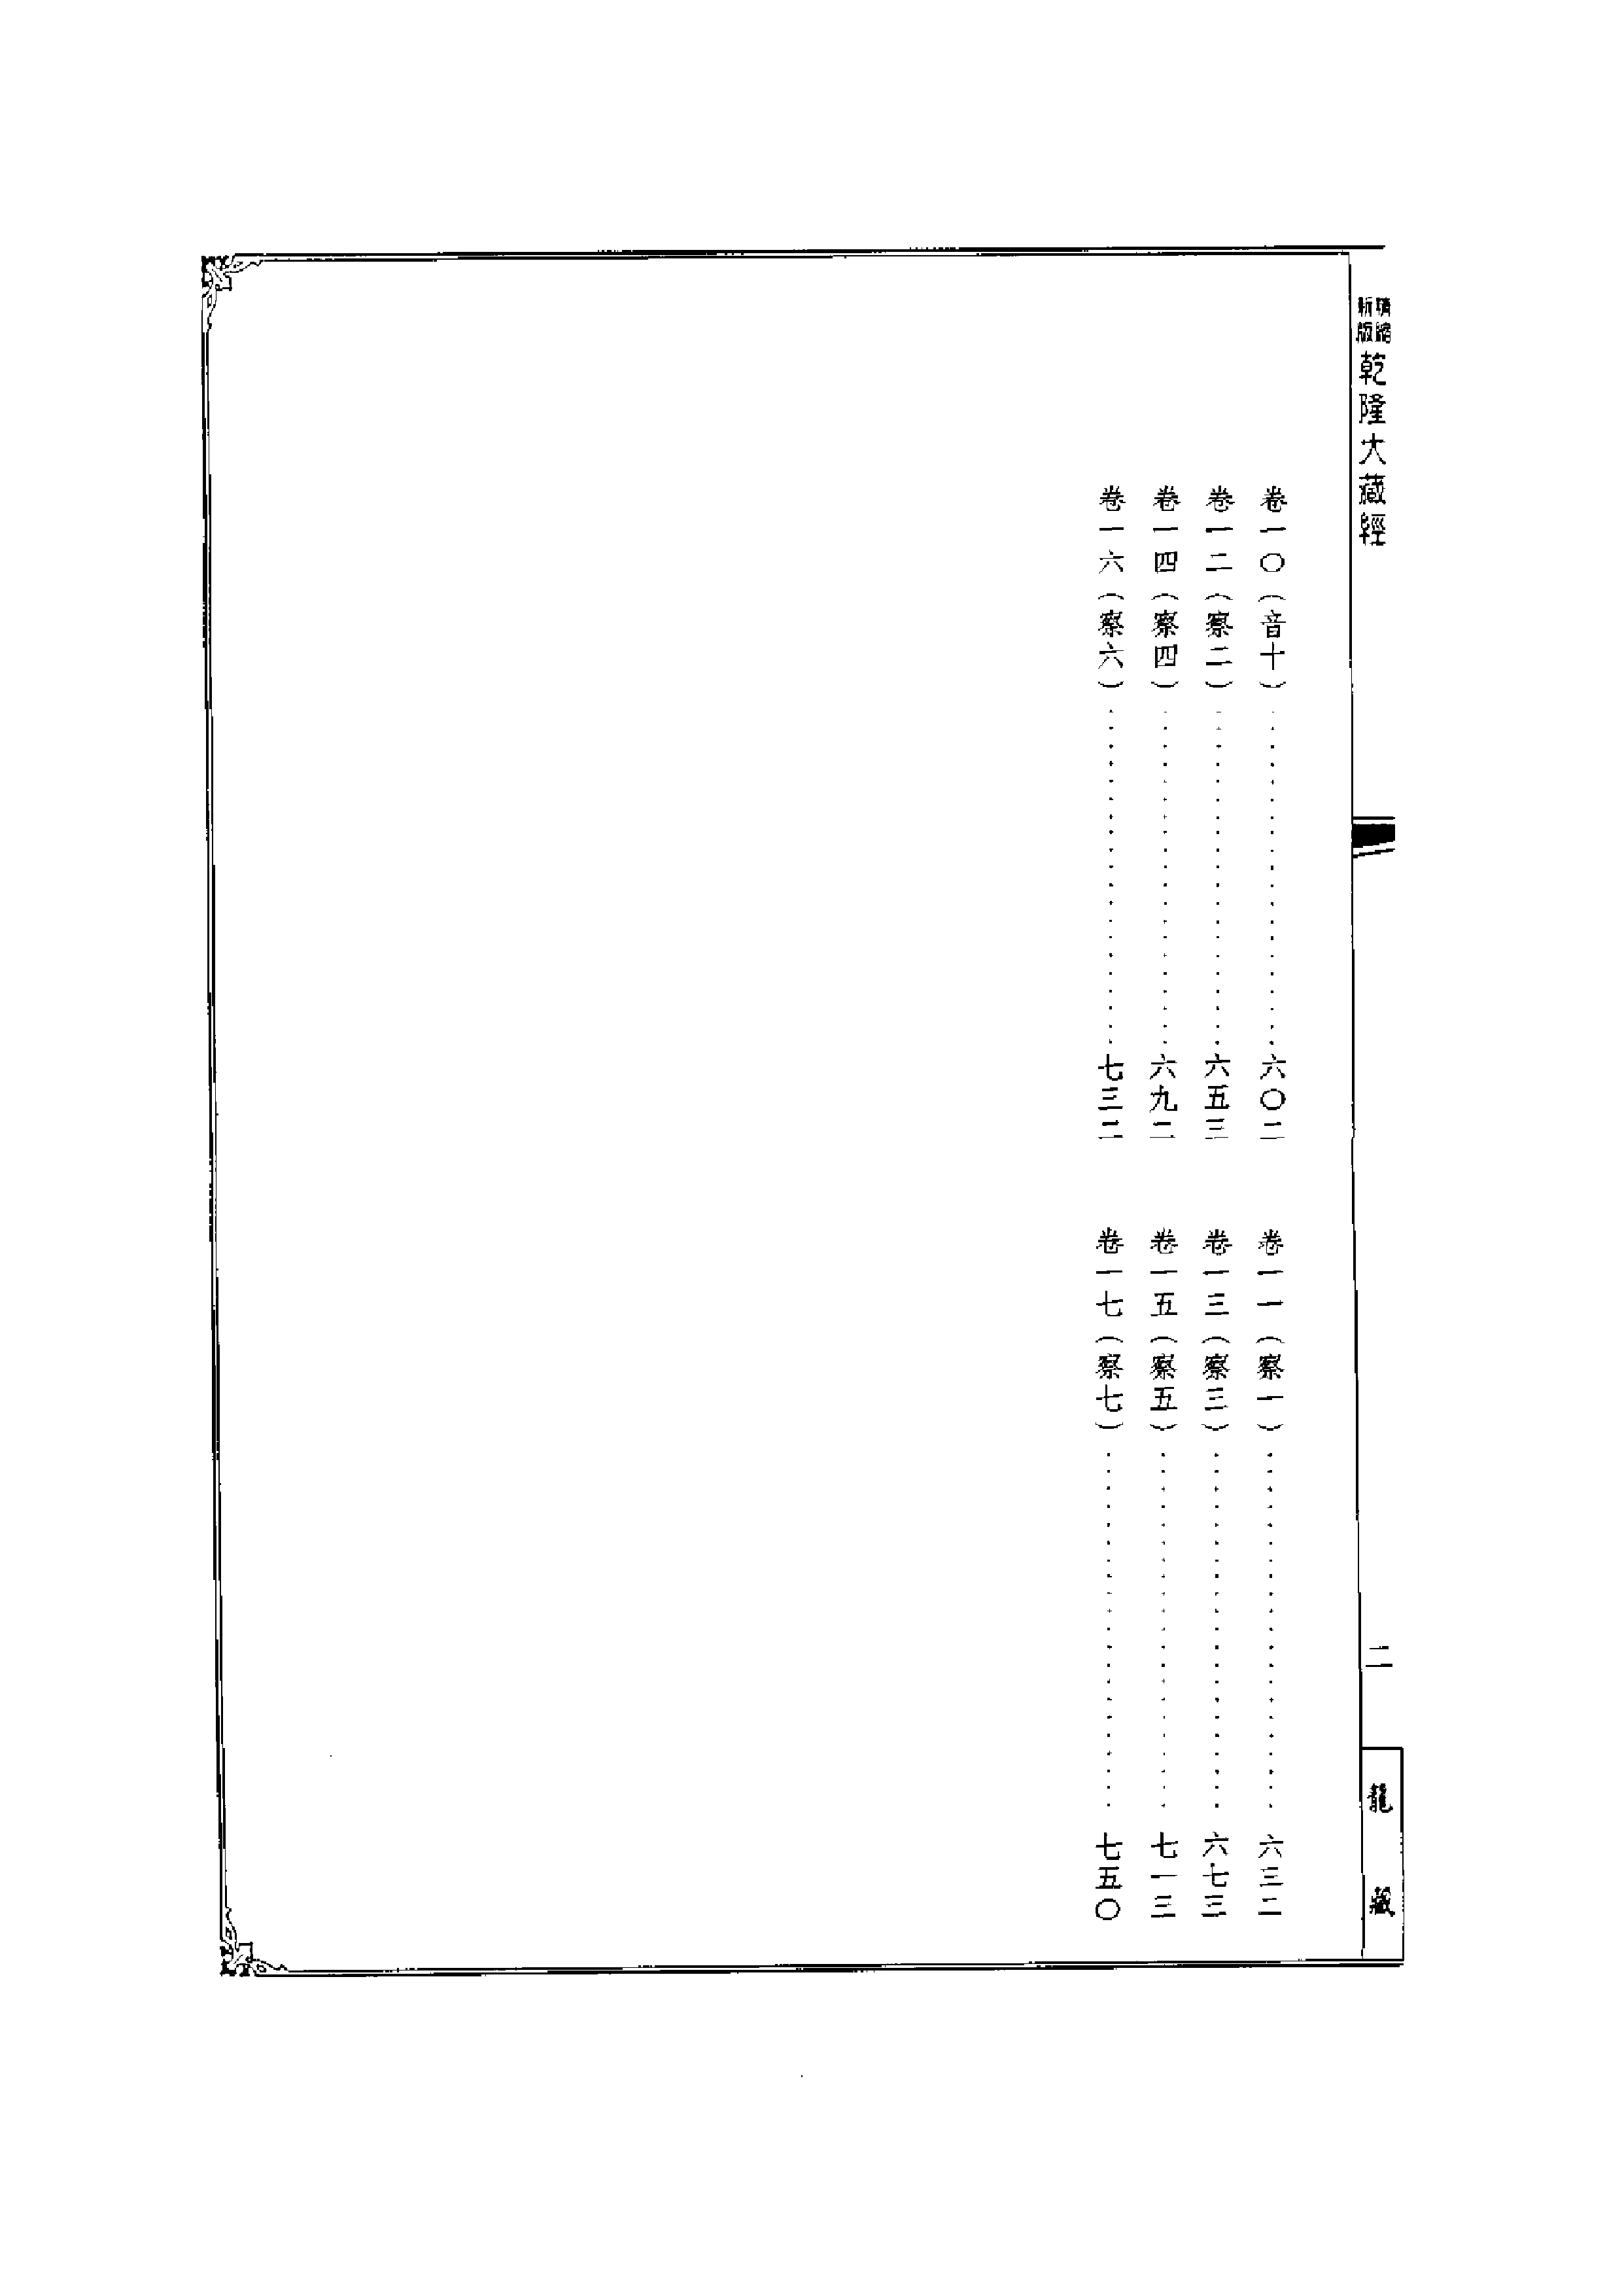 精縮
新版
乾隆大藏經
二
龍藏
卷一〇（音十）...................六〇二
卷一一（察一）...................六三二
卷一二（察二）...................六五三
卷一三（察三）...................六七三
卷一四（察四）...................六九二
卷一五（察五）...................七一三
卷一六（察六）...................七三二
卷一七（察七）...................七五〇